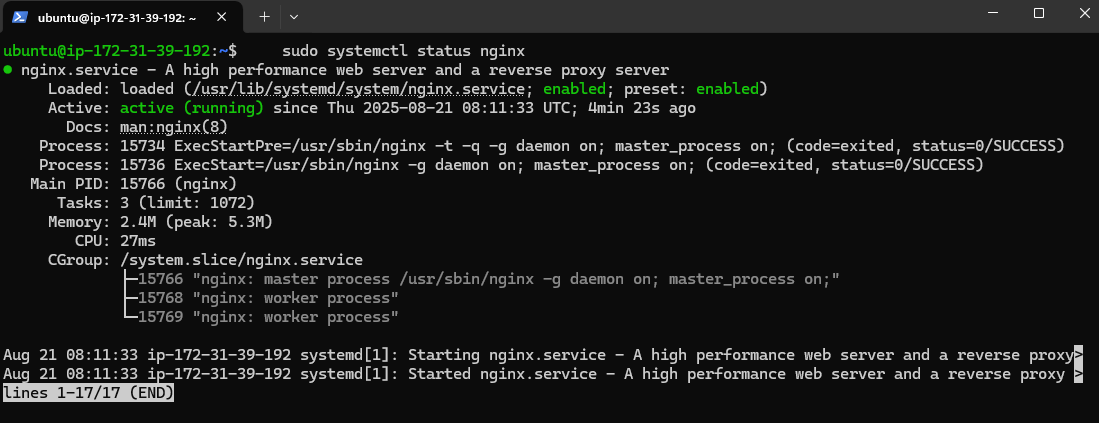 ubuntu@ip-172-31-39-192: ~
ubuntu@ip-172-31-39-192:~$     sudo systemctl status nginx
● nginx.service - A high performance web server and a reverse proxy server
     Loaded: loaded (/usr/lib/systemd/system/nginx.service; enabled; preset: enabled)
     Active: active (running) since Thu 2025-08-21 08:11:33 UTC; 4min 23s ago
       Docs: man:nginx(8)
    Process: 15734 ExecStartPre=/usr/sbin/nginx -t -q -g daemon on; master_process on; (code=exited, status=0/SUCCESS)
    Process: 15736 ExecStart=/usr/sbin/nginx -g daemon on; master_process on; (code=exited, status=0/SUCCESS)
   Main PID: 15766 (nginx)
      Tasks: 3 (limit: 1072)
     Memory: 2.4M (peak: 5.3M)
        CPU: 27ms
     CGroup: /system.slice/nginx.service
             ├─15766 "nginx: master process /usr/sbin/nginx -g daemon on; master_process on;"
             ├─15768 "nginx: worker process"
             └─15769 "nginx: worker process"
Aug 21 08:11:33 ip-172-31-39-192 systemd[1]: Starting nginx.service - A high performance web server and a reverse proxy>
Aug 21 08:11:33 ip-172-31-39-192 systemd[1]: Started nginx.service - A high performance web server and a reverse proxy >
lines 1-17/17 (END)